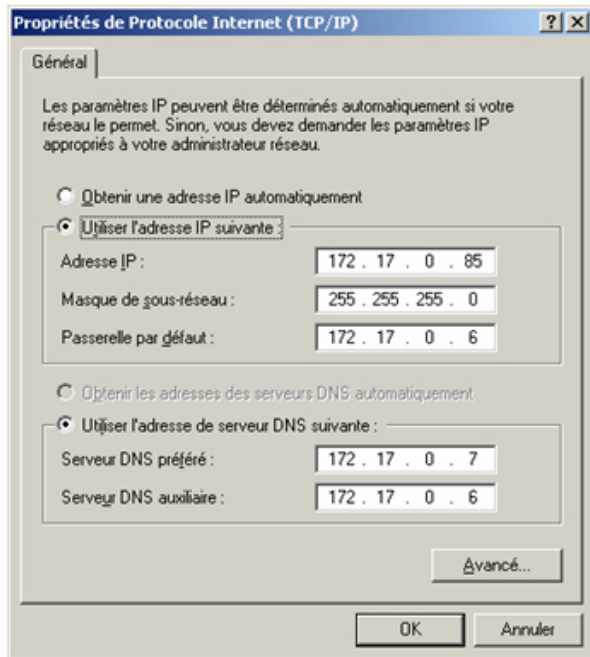 Propriétés de Protocole Internet (TCP/IP)
Général
Les paramètres IP peuvent être déterminés automatiquement si votre
réseau le permet. Sinon, vous devez demander les paramètres IP
appropriés à votre administrateur réseau.
Obtenir une adresse IP automatiquement
Utiliser l'adresse IP suivante :
Adresse IP : 172 . 17 . 0 . 85
Masque de sous-réseau : 255 . 255 . 255 . 0
Passerelle par défaut : 172 . 17 . 0 . 6
Obtenir les adresses des serveurs DNS automatiquement
Utiliser l'adresse de serveur DNS suivante :
Serveur DNS préféré : 172 . 17 . 0 . 7
Serveur DNS auxiliaire : 172 . 17 . 0 . 6
Avancé...
OK Annuler